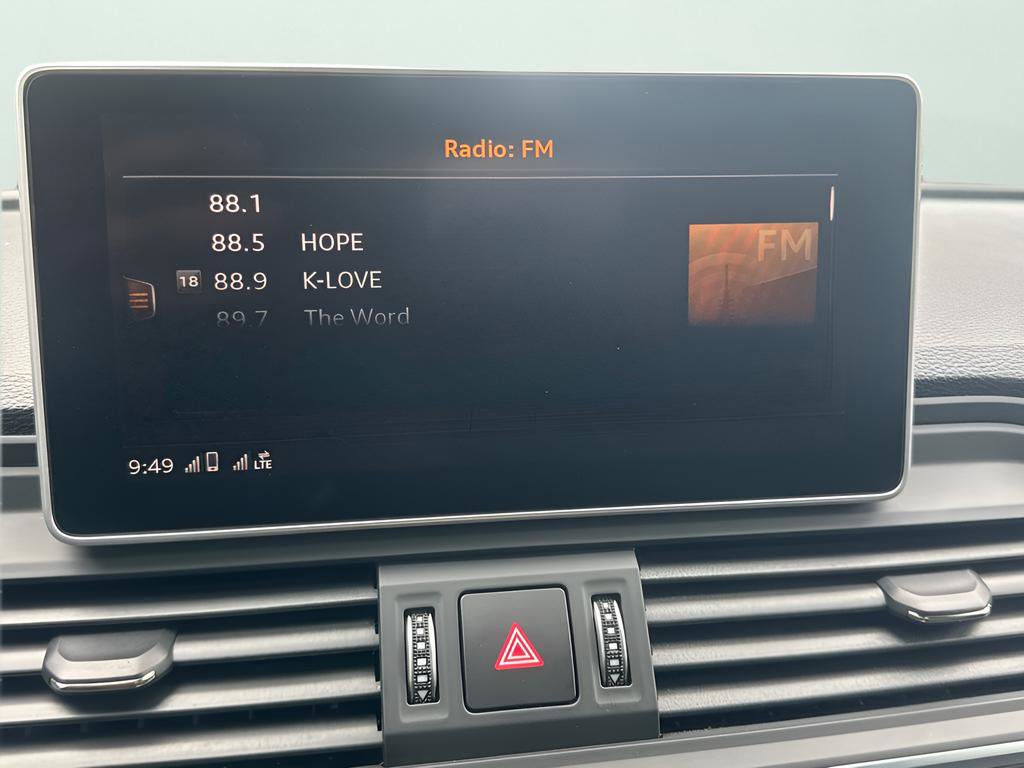 Radio: FM
88.1
88.5 HOPE
FM
18 88.9 K-LOVE
89.7 The Word
9:49 LTE